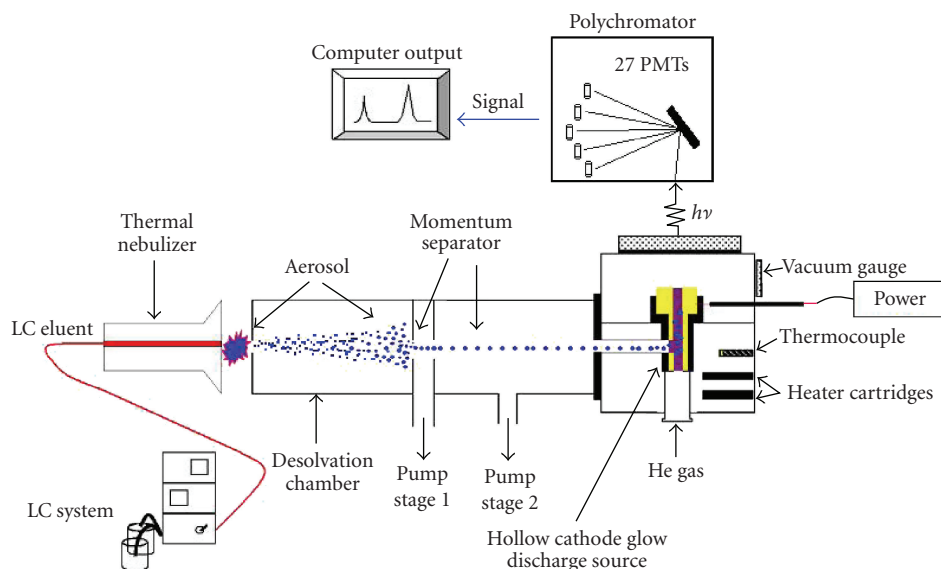 Polychromator
27 PMTs
Computer output
Signal
hν
Thermal
nebulizer
Momentum
separator
Aerosol
Vacuum gauge
Power
LC eluent
Thermocouple
Heater cartridges
Desolvation
chamber
Pump
stage 1
Pump
stage 2
He gas
LC system
Hollow cathode glow
discharge source